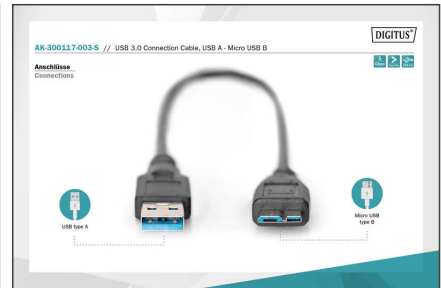 DIGITUS®
AK-300117-003-S // USB 3.0 Connection Cable, USB A - Micro USB B
Anschlüsse
Connections
USB type A
Micro USB
type B